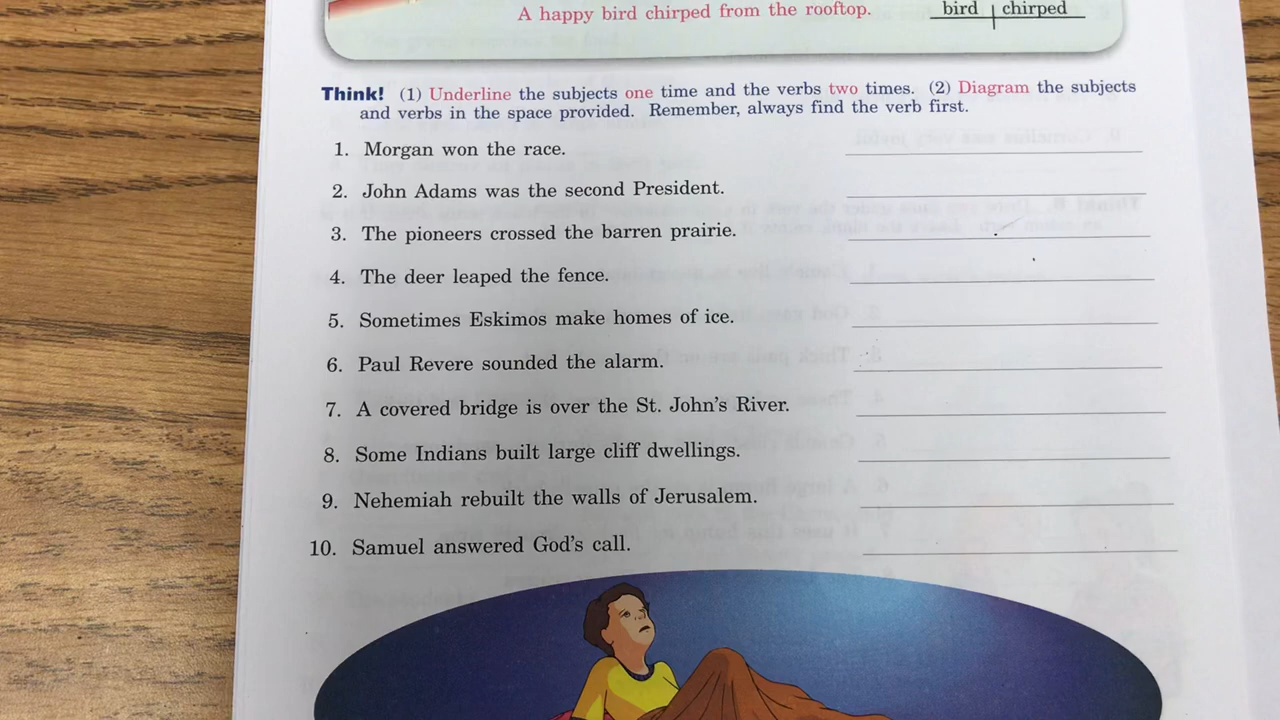 A happy bird chirped from the rooftop. bird chirped
Think! (1) Underline the subjects one time and the verbs two times. (2) Diagram the subjects
and verbs in the space provided. Remember, always find the verb first.
1. Morgan won the race.
2. John Adams was the second President.
3. The pioneers crossed the barren prairie.
4. The deer leaped the fence.
5. Sometimes Eskimos make homes of ice.
6. Paul Revere sounded the alarm.
7. A covered bridge is over the St. John's River.
8. Some Indians built large cliff dwellings.
9. Nehemiah rebuilt the walls of Jerusalem.
10. Samuel answered God's call.